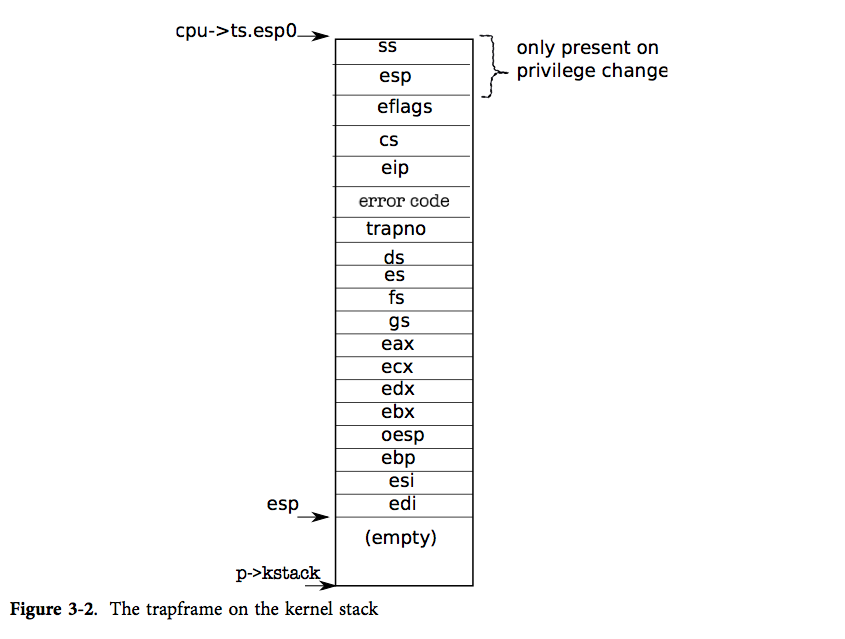 cpu->ts.esp0
ss
only present on
privilege change
esp
eflags
cs
eip
error code
trapno
ds
es
fs
gs
eax
ecx
edx
ebx
oesp
ebp
esi
esp
edi
(empty)
p->kstack
Figure 3-2. The trapframe on the kernel stack